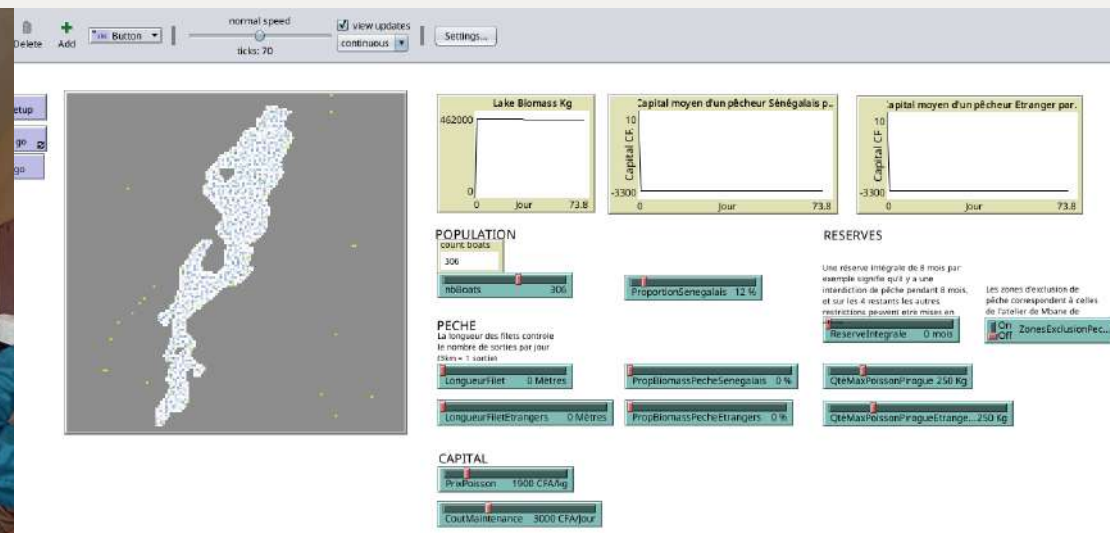 normal speed
view updates
Delete
Add
Button
ticks: 70
continuous
Settings...
etup
go
go
Lake Biomass Kg
462000
0
0
Jour
73.8
apital moyen d'un pêcheur Sénégalais p..
10
Capital CF.
-3300
0
Jour
73.8
apital moyen d'un pêcheur Etranger par.
10
Capital CF.
-3300
0
Jour
73.8
POPULATION
count boats
306
nbBoats 306
ProportionSenegalais 12 %
RESERVES
Une réserve intégrale de 8 mois par
exemple signifie qu'il y a une
interdiction de pêche pendant 8 mois,
et sur les 4 restants les autres
restrictions peuvent etre mises en
Les zones d'exclusion de
pêche correspondent à celles
de l'atelier de Mbane de
ReserveIntegrale 0 mois
On
Off
ZonesExclusionPec...
PECHE
La longueur des filets controle
le nombre de sorties par jour
= 1 sortie)
LongueurFilet 0 Mètres
PropBiomassPecheSenegalais 0 %
QtéMaxPoissonPirogue 250 Kg
LongueurFiletEtrangers 0 Mètres
PropBiomassPecheEtrangers 0 %
QtéMaxPoissonPirogueEtrange...250 Kg
CAPITAL
PrixPoisson 1900 CFA/kg
CoutMaintenance 3000 CFA/Jour